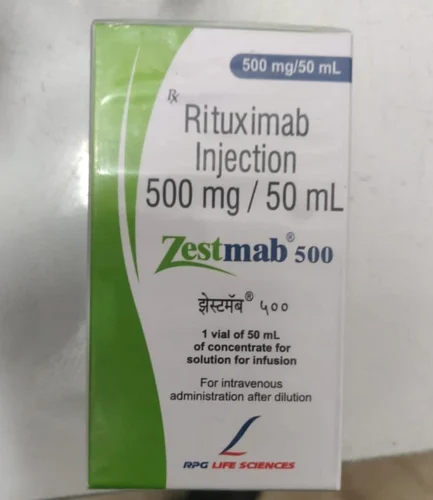 500 mg/50 mL
Rx
Rituximab
Injection
500 mg / 50 mL
Zestmab® 500
झेस्टमॅब® ५००
1 vial of 50 mL
of concentrate for
solution for infusion
For intravenous
administration after dilution
RPG LIFE SCIENCES